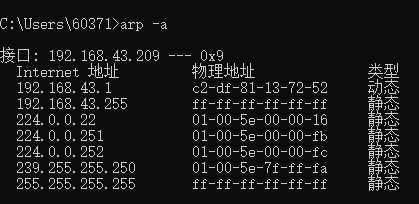 C:\Users\60371>arp -a
接口: 192.168.43.209 --- 0x9
Internet 地址 物理地址 类型
192.168.43.1 c2-df-81-13-72-52 动态
192.168.43.255 ff-ff-ff-ff-ff-ff 静态
224.0.0.22 01-00-5e-00-00-16 静态
224.0.0.251 01-00-5e-00-00-fb 静态
224.0.0.252 01-00-5e-00-00-fc 静态
239.255.255.250 01-00-5e-7f-ff-fa 静态
255.255.255.255 ff-ff-ff-ff-ff-ff 静态